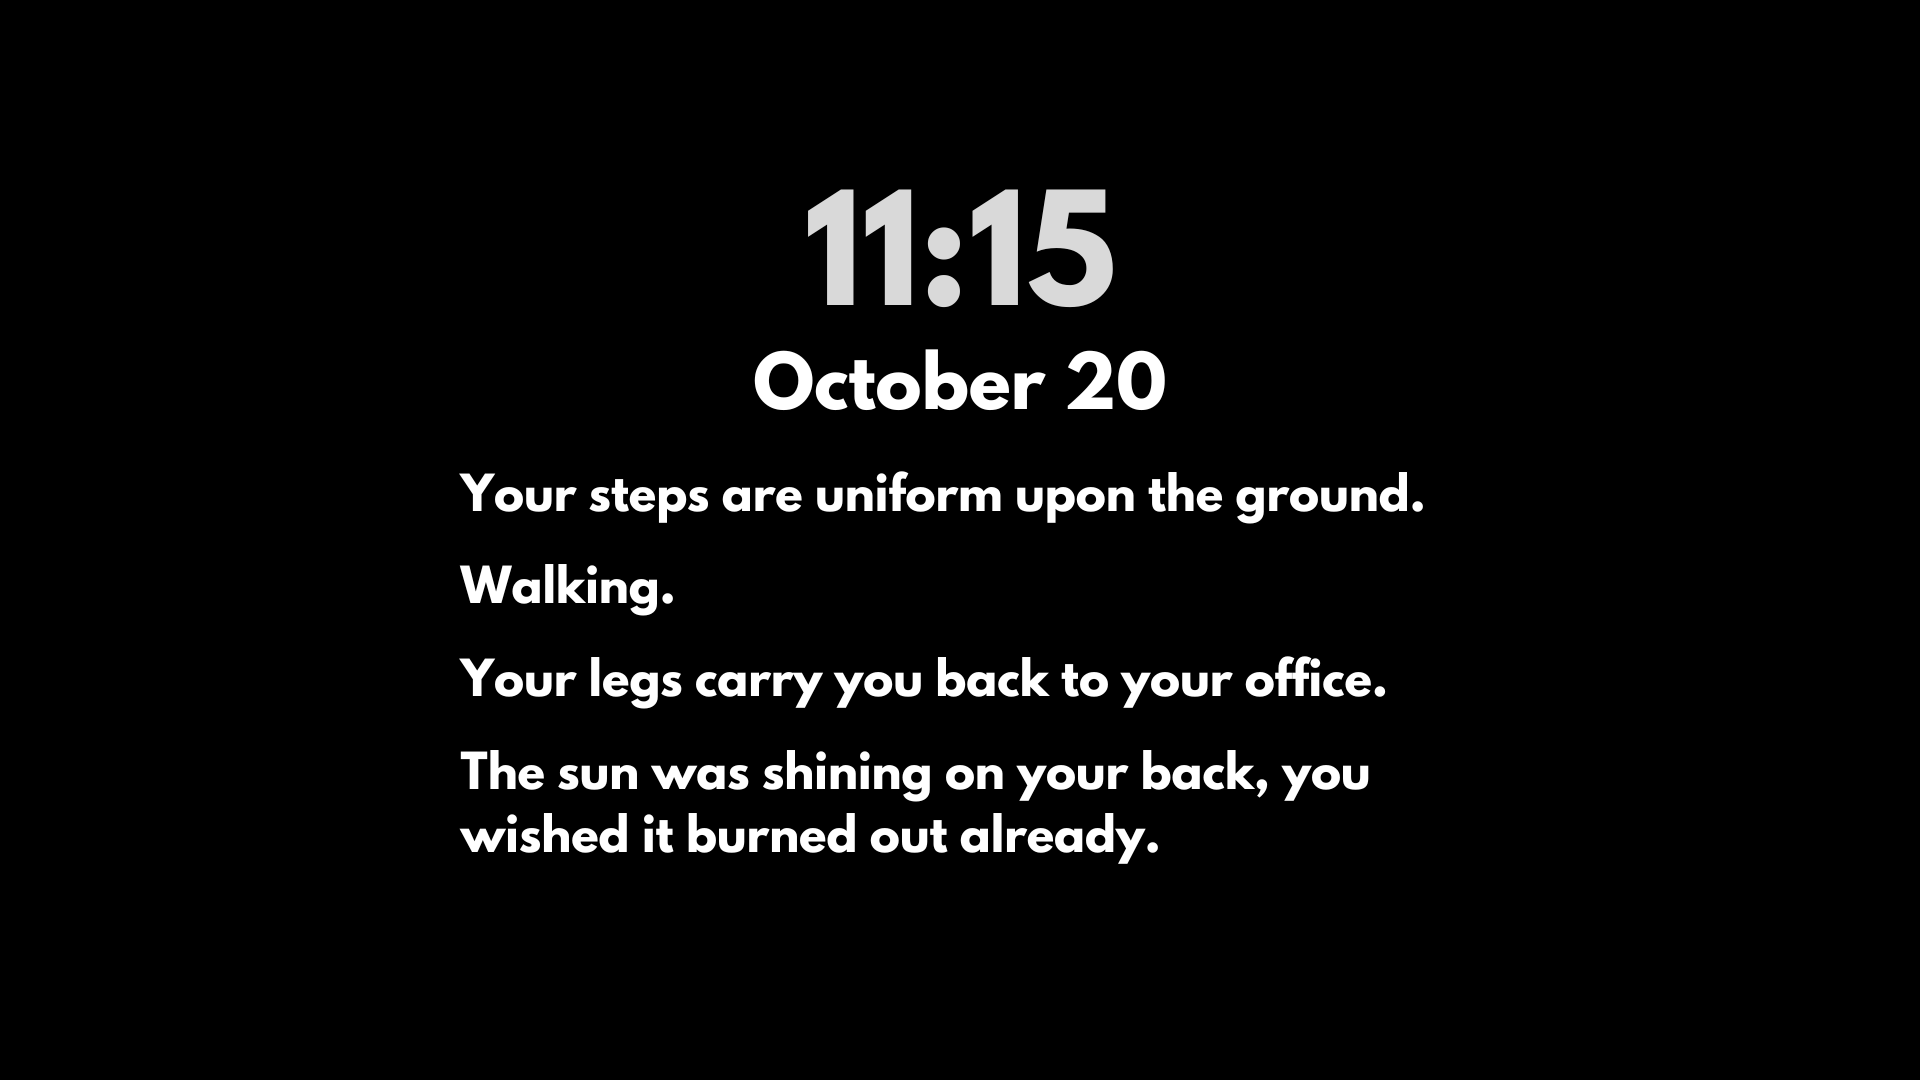 11:15
October 20
Your steps are uniform upon the ground.
Walking.
Your legs carry you back to your office.
The sun was shining on your back, you
wished it burned out already.